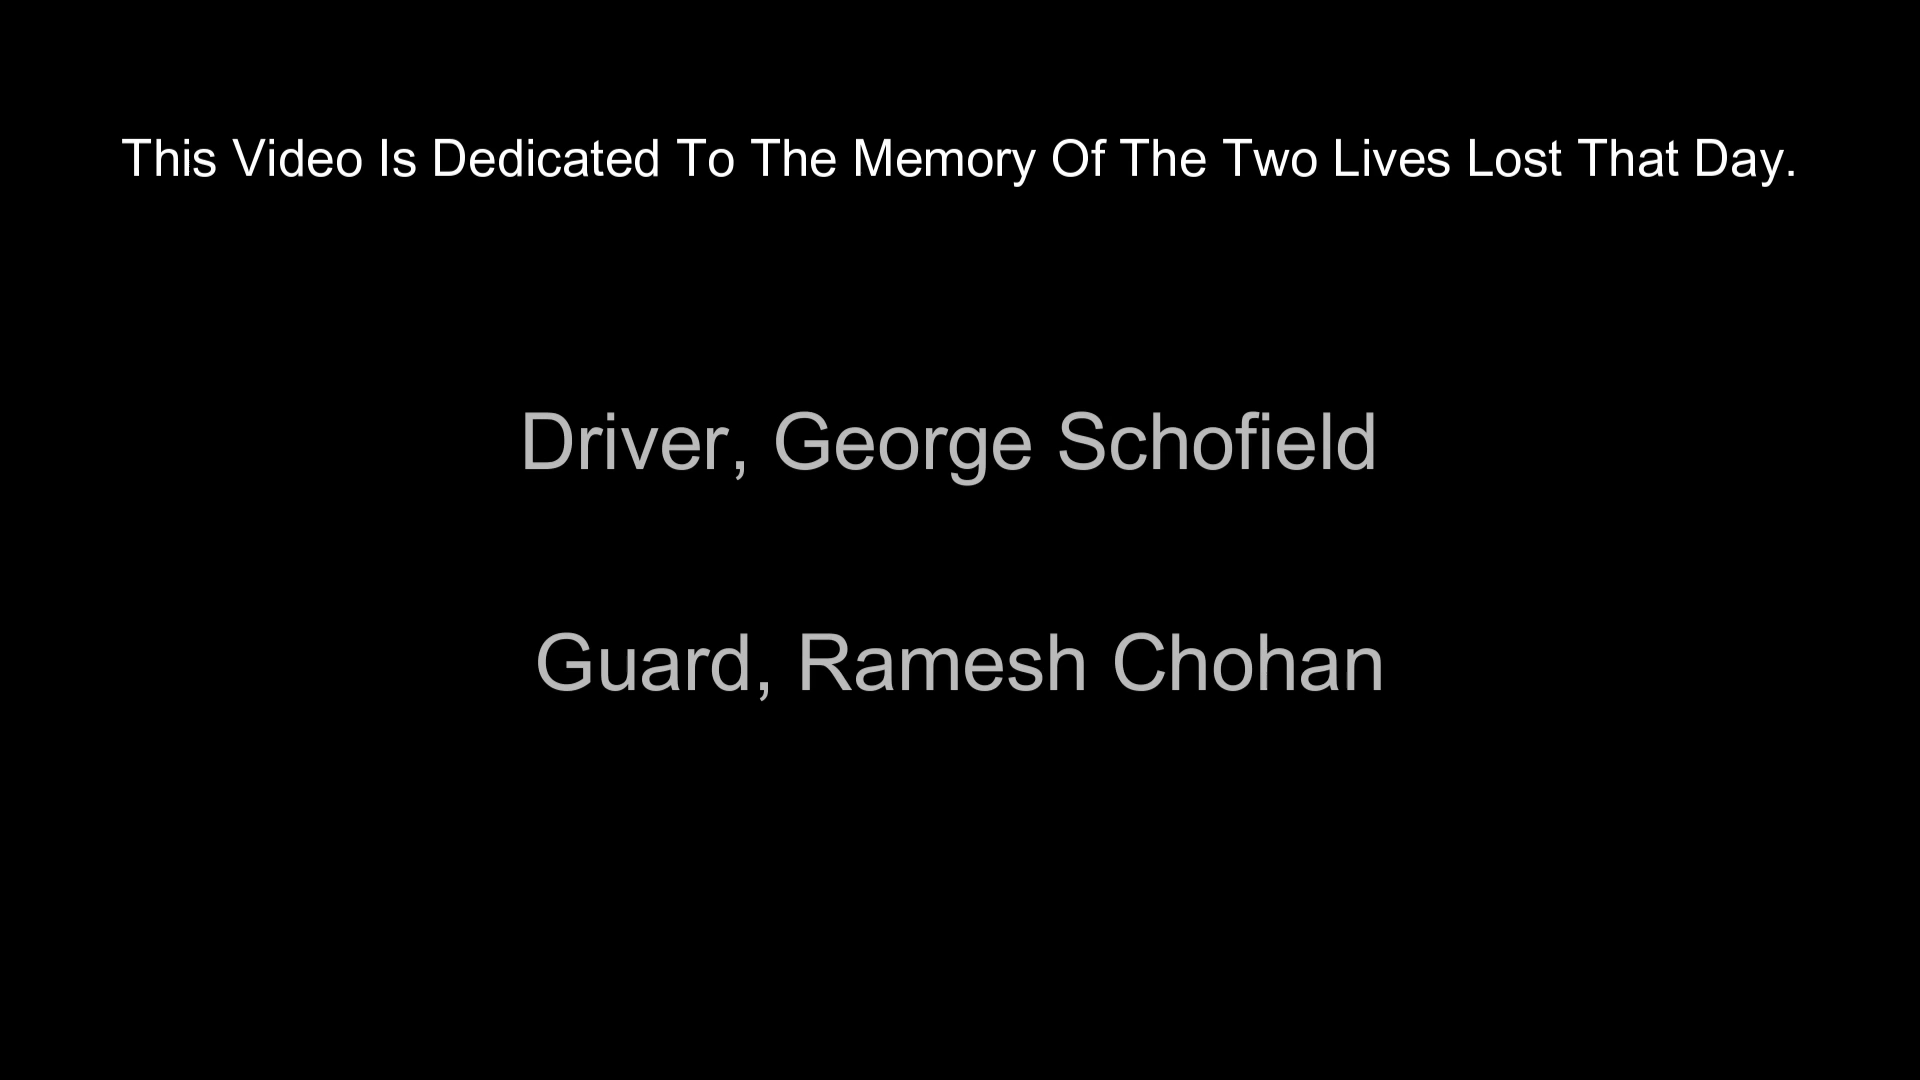 This Video Is Dedicated To The Memory Of The Two Lives Lost That Day.
Driver, George Schofield
Guard, Ramesh Chohan